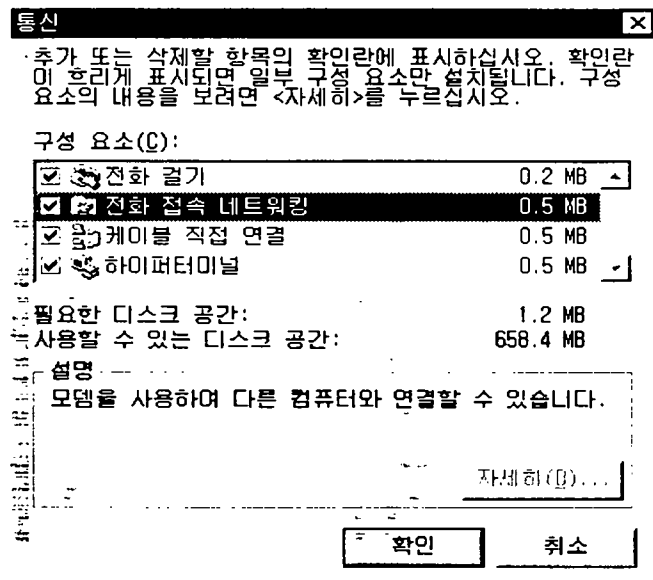 통신
추가 또는 삭제할 항목의 확인란에 표시하십시오. 확인란
이 흐리게 표시되면 일부 구성 요소만 설치됩니다. 구성
요소의 내용을 보려면 <자세히>를 누르십시오.
구성 요소(C):
전화 걸기 0.2 MB
전화 접속 네트워킹 0.5 MB
케이블 직접 연결 0.5 MB
하이퍼터미널 0.5 MB
필요한 디스크 공간: 1.2 MB
사용할 수 있는 디스크 공간: 658.4 MB
설명
모뎀을 사용하여 다른 컴퓨터와 연결할 수 있습니다.
자세히(D)...
확인 취소